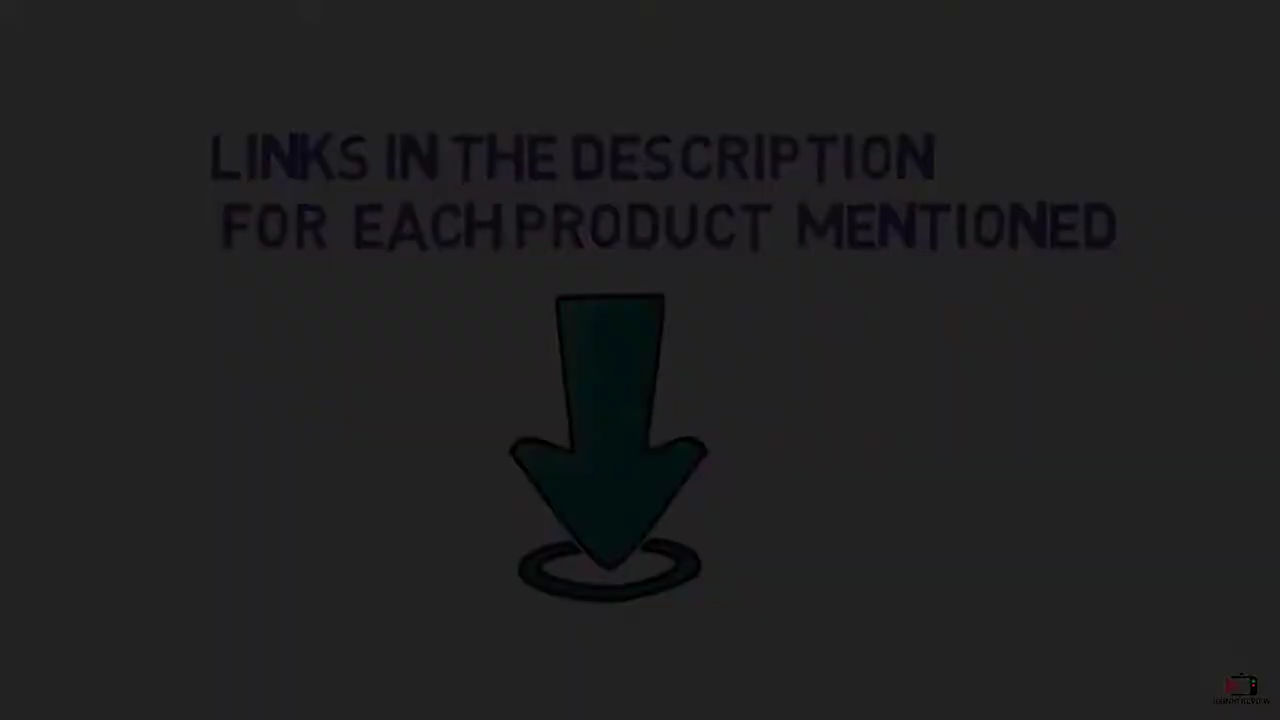 LINKS IN THE DESCRIPTION
FOR EACH PRODUCT MENTIONED